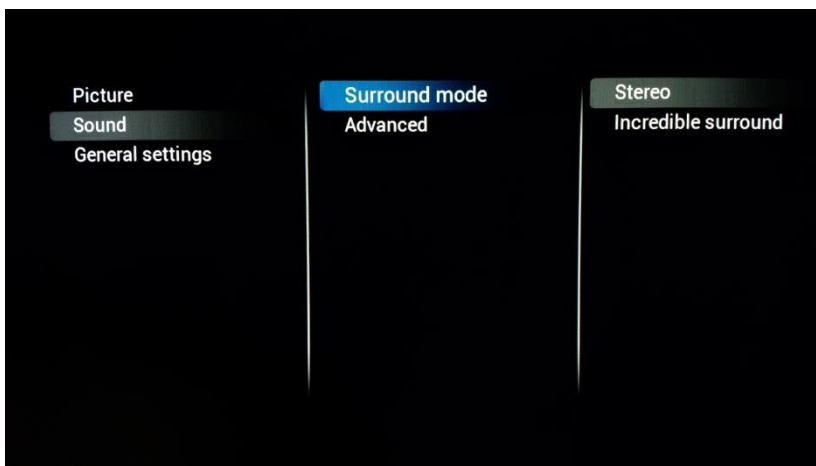 Picture
Sound
General settings
Surround mode
Advanced
Stereo
Incredible surround